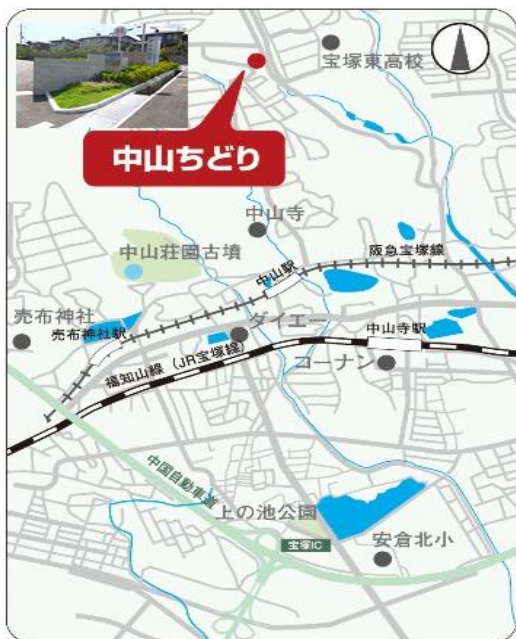 宝塚東高校
中山ちどり
中山寺
中山荘園古墳
阪急宝塚線
中山駅
売布神社
売布神社駅
ダイエー
中山寺駅
コーナン
福知山線（JR宝塚線）
中国自動車道
上の池公園
宝塚IC
安倉北小